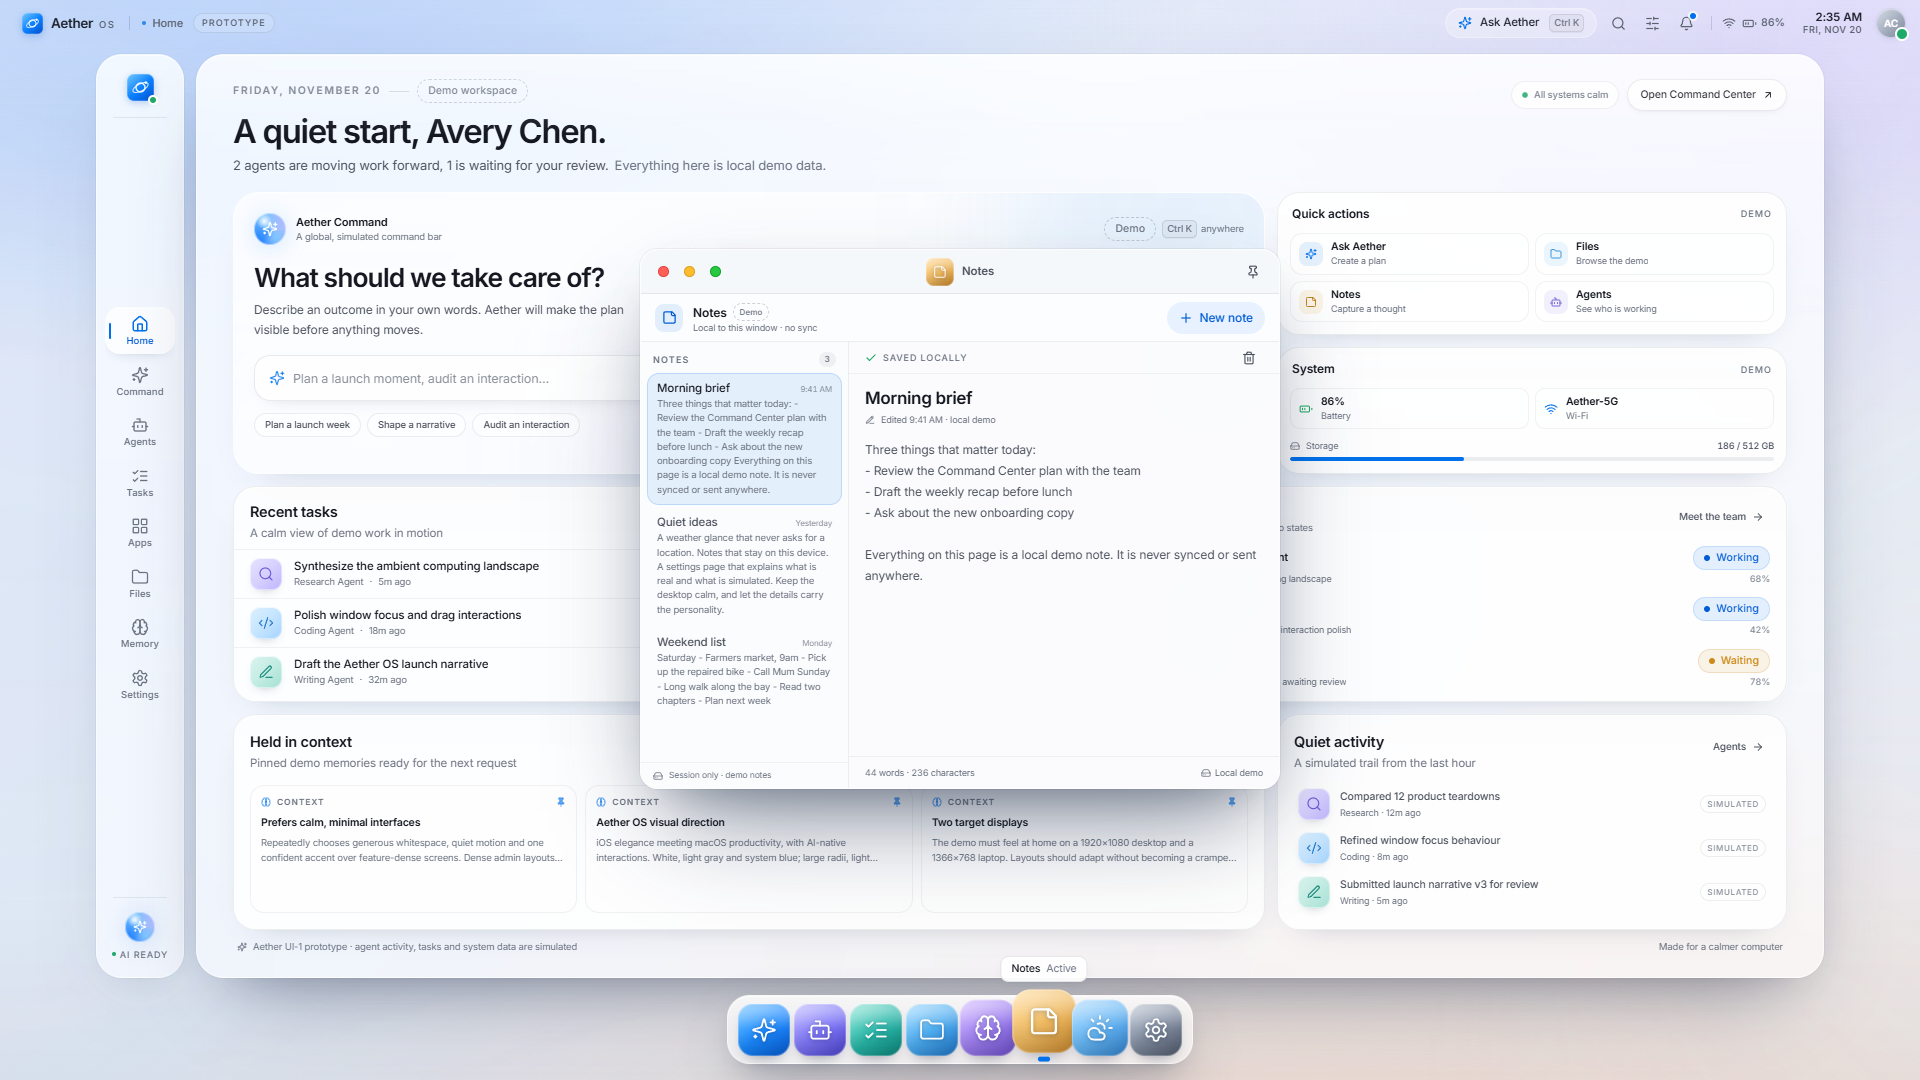 Aether OS
Home
PROTOTYPE
Ask Aether Ctrl K
86%
2:35 AM
FRI, NOV 20
AC
Home
Command
Agents
Tasks
Apps
Files
Memory
Settings
AI READY
FRIDAY, NOVEMBER 20
Demo workspace
All systems calm
Open Command Center
A quiet start, Avery Chen.
2 agents are moving work forward, 1 is waiting for your review. Everything here is local demo data.
Aether Command
A global, simulated command bar
Demo Ctrl K anywhere
What should we take care of?
Describe an outcome in your own words. Aether will make the plan
visible before anything moves.
Plan a launch moment, audit an interaction...
Plan a launch week
Shape a narrative
Audit an interaction
Recent tasks
A calm view of demo work in motion
Synthesize the ambient computing landscape
Research Agent · 5m ago
Polish window focus and drag interactions
Coding Agent · 18m ago
Draft the Aether OS launch narrative
Writing Agent · 32m ago
Held in context
Pinned demo memories ready for the next request
CONTEXT
Prefers calm, minimal interfaces
Repeatedly chooses generous whitespace, quiet motion and one
confident accent over feature-dense screens. Dense admin layouts...
CONTEXT
Aether OS visual direction
iOS elegance meeting macOS productivity, with AI-native
interactions. White, light gray and system blue; large radii, light...
CONTEXT
Two target displays
The demo must feel at home on a 1920×1080 desktop and a
1366×768 laptop. Layouts should adapt without becoming a crampe...
Notes
Notes Demo
Local to this window · no sync
New note
NOTES 3
Morning brief 9:41 AM
Three things that matter today: -
Review the Command Center plan with
the team - Draft the weekly recap
before lunch - Ask about the new
onboarding copy Everything on this
page is a local demo note. It is never
synced or sent anywhere.
Quiet ideas Yesterday
A weather glance that never asks for a
location. Notes that stay on this device.
A settings page that explains what is
real and what is simulated. Keep the
desktop calm, and let the details carry
the personality.
Weekend list Monday
Saturday - Farmers market, 9am - Pick
up the repaired bike - Call Mum Sunday
- Long walk along the bay - Read two
chapters - Plan next week
Session only · demo notes
SAVED LOCALLY
Morning brief
Edited 9:41 AM · local demo
Three things that matter today:
- Review the Command Center plan with the team
- Draft the weekly recap before lunch
- Ask about the new onboarding copy
Everything on this page is a local demo note. It is never synced or sent
anywhere.
44 words · 236 characters
Local demo
Quick actions DEMO
Ask Aether
Create a plan
Files
Browse the demo
Notes
Capture a thought
Agents
See who is working
System DEMO
86%
Battery
Aether-5G
Wi-Fi
Storage 186 / 512 GB
states
Meet the team
Working
landscape 68%
Working
interaction polish 42%
Waiting
awaiting review 78%
Quiet activity
A simulated trail from the last hour
Agents
Compared 12 product teardowns
Research · 12m ago
SIMULATED
Refined window focus behaviour
Coding · 8m ago
SIMULATED
Submitted launch narrative v3 for review
Writing · 5m ago
SIMULATED
Aether UI-1 prototype · agent activity, tasks and system data are simulated
Made for a calmer computer
Notes Active